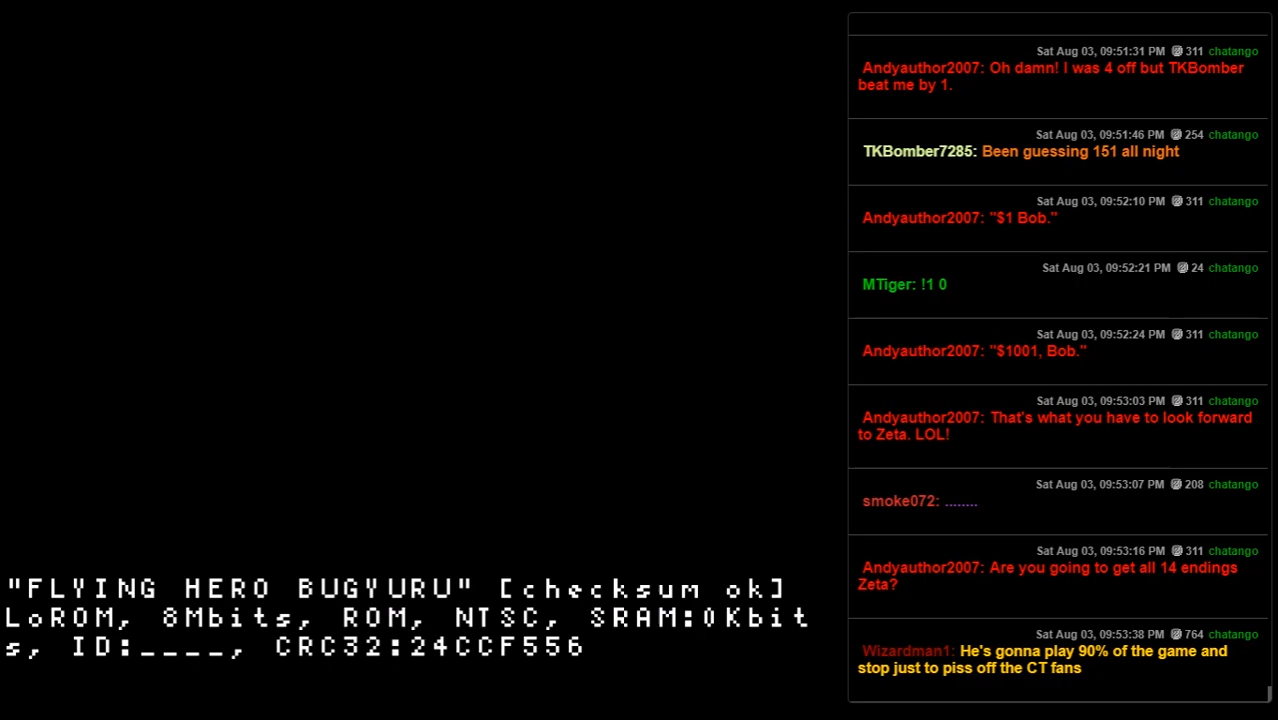 Sat Aug 03, 09:51:31 PM 311 chatango
Andyauthor2007: Oh damn! I was 4 off but TKBomber
beat me by 1.
Sat Aug 03, 09:51:46 PM 254 chatango
TKBomber7285: Been guessing 151 all night
Sat Aug 03, 09:52:10 PM 311 chatango
Andyauthor2007: "$1 Bob."
Sat Aug 03, 09:52:21 PM 24 chatango
MTiger: !1 0
Sat Aug 03, 09:52:24 PM 311 chatango
Andyauthor2007: "$1001, Bob."
Sat Aug 03, 09:53:03 PM 311 chatango
Andyauthor2007: That's what you have to look forward
to Zeta. LOL!
Sat Aug 03, 09:53:07 PM 208 chatango
smoke072: ........
Sat Aug 03, 09:53:16 PM 311 chatango
Andyauthor2007: Are you going to get all 14 endings
Zeta?
Sat Aug 03, 09:53:38 PM 764 chatango
Wizardman1: He's gonna play 90% of the game and
stop just to piss off the CT fans
"FLYING HERO BUGYURU" [checksum ok]
LoROM, 8Mbits, ROM, NTSC, SRAM:0Kbit
s, ID:____, CRC32:24CCF556